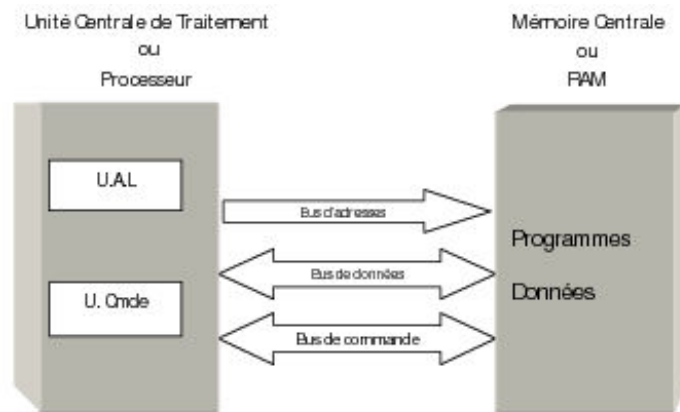 Unité Centrale de Traitement
ou
Processeur
Mémoire Centrale
ou
RAM
U.A.L
U. Cmde
Bus d'adresses
Bus de données
Bus de commande
Programmes
Données